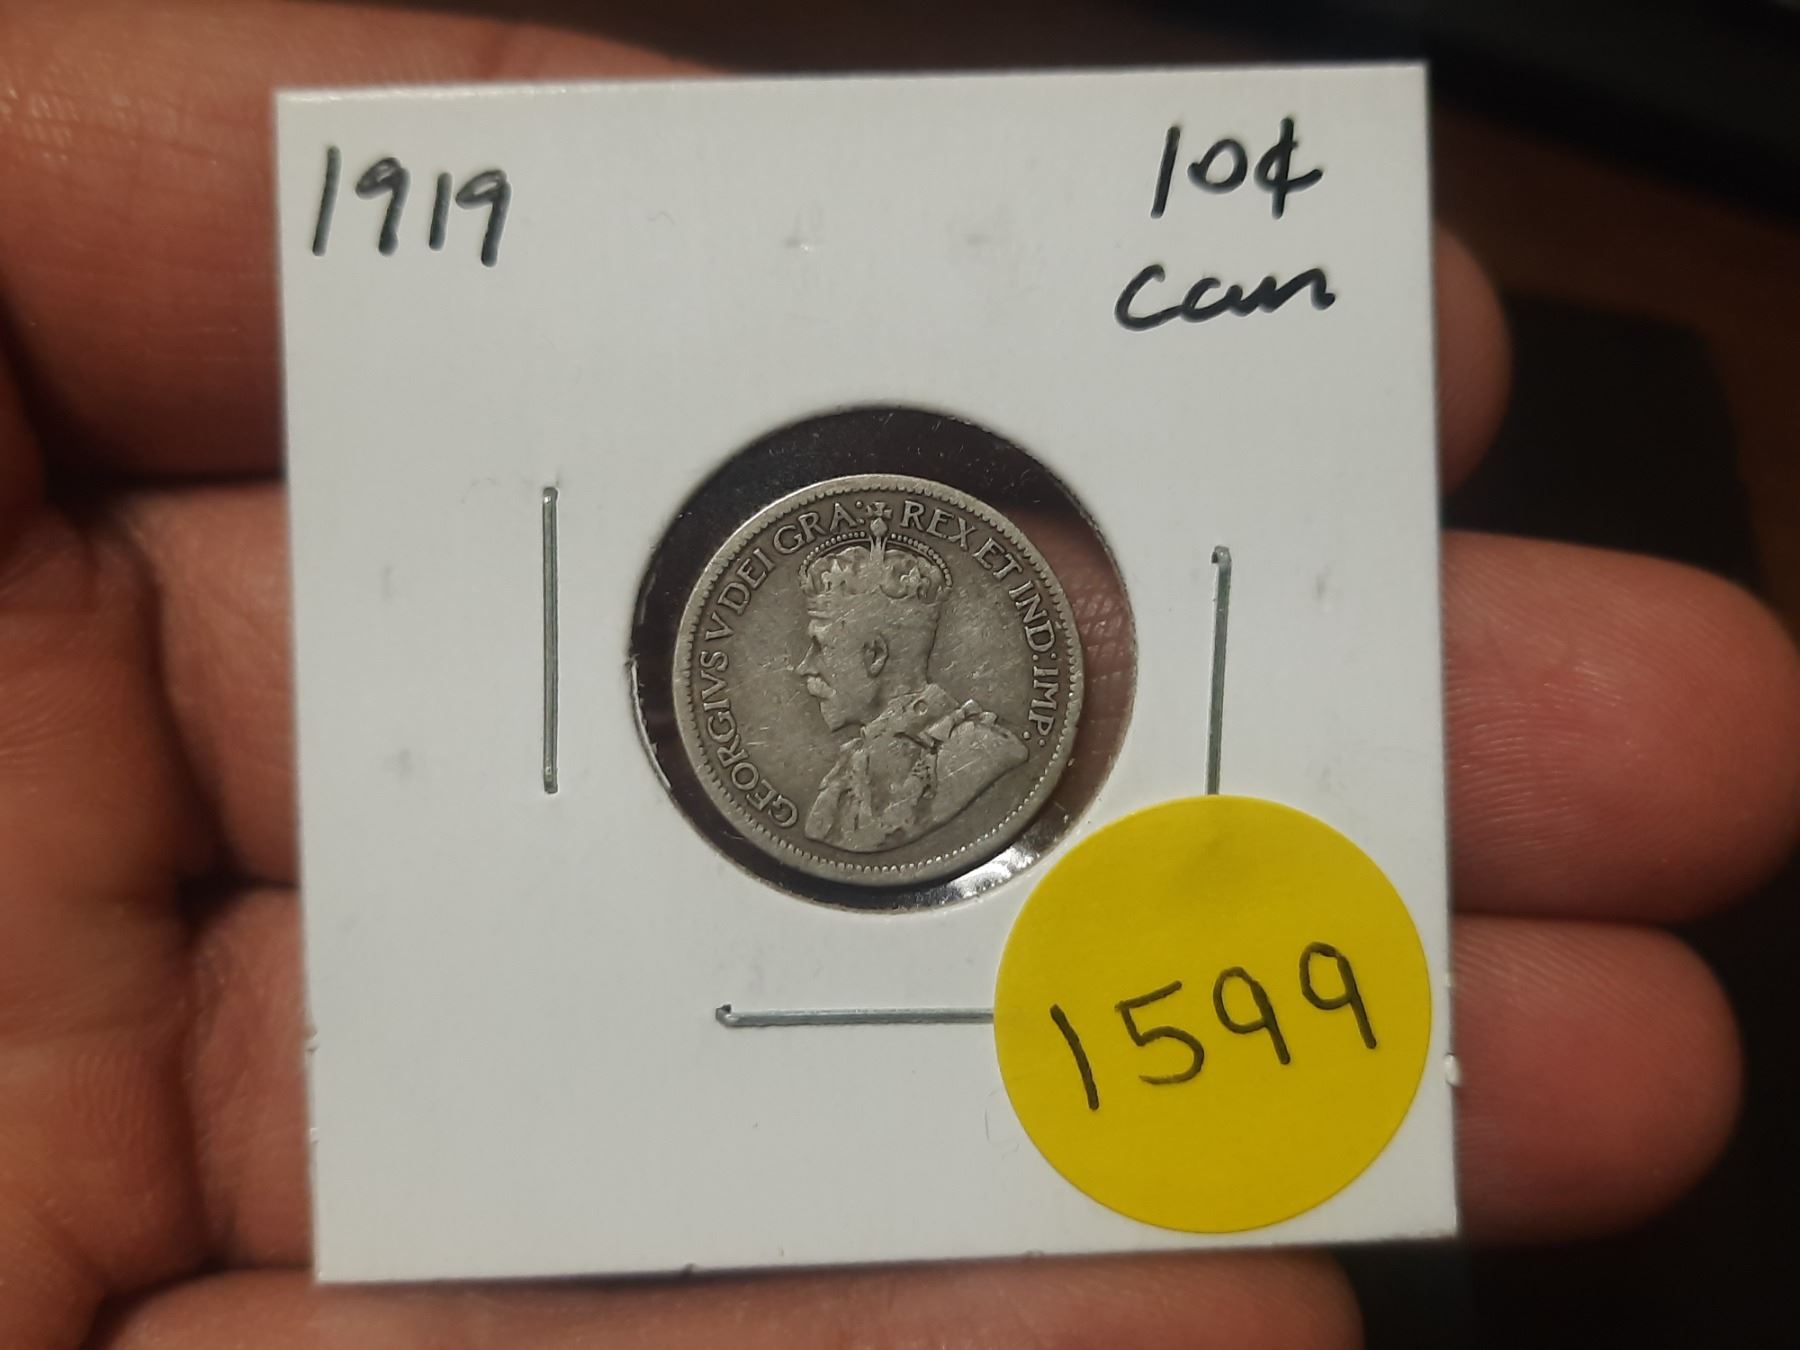 1919
10¢
Can
GEORGIVS V DEI GRA: REX ET IND: IMP:
1599